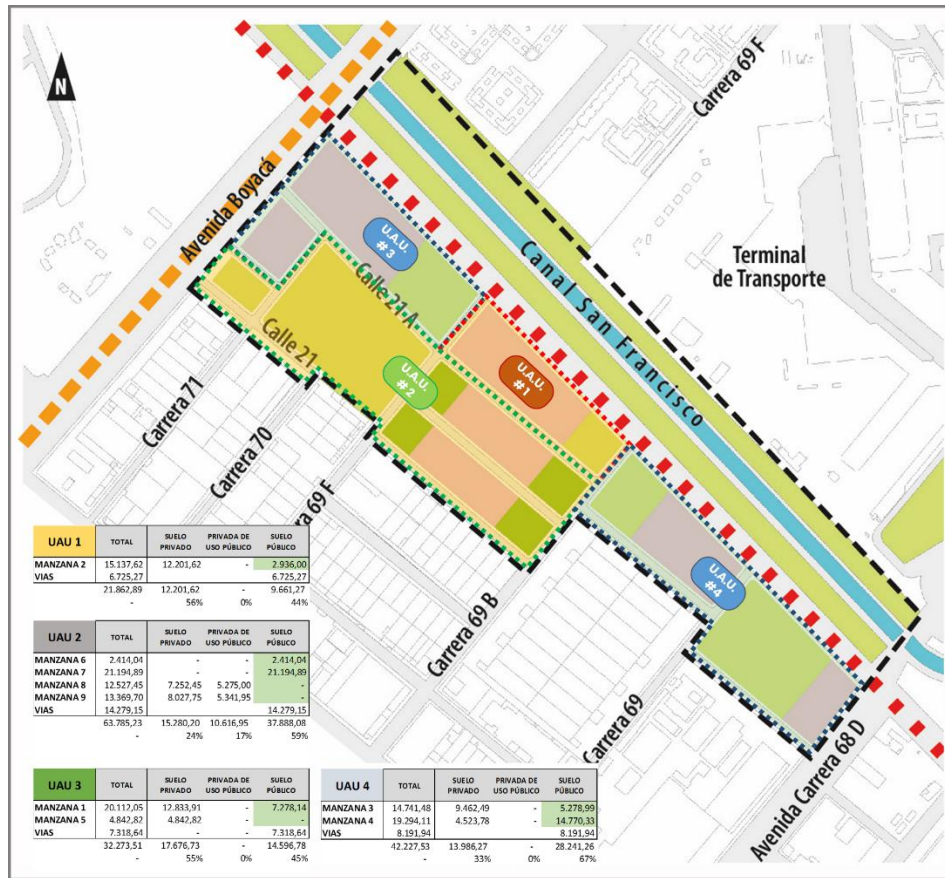 N
Avenida Boyacá
Carrera 69 F
Canal San Francisco
Terminal
de Transporte
U.A.U.
#3
Calle 21 A
Calle 21
U.A.U.
#2
U.A.U.
#1
U.A.U.
#4
Carrera 71
Carrera 70
rera 69 F
Carrera 69 B
Carrera 69
Avenida Carrera 68 D
UAU 1 TOTAL SUELO PRIVADO PRIVADA DE USO PÚBLICO SUELO PÚBLICO
MANZANA 2 15.137,62 12.201,62 - 2.936,00
VIAS 6.725,27 6.725,27
21.862,89 12.201,62 - 9.661,27
- 56% 0% 44%
UAU 2 TOTAL SUELO PRIVADO PRIVADA DE USO PÚBLICO SUELO PÚBLICO
MANZANA 6 2.414,04 - - 2.414,04
MANZANA 7 21.194,89 - - 21.194,89
MANZANA 8 12.527,45 7.252,45 5.275,00 -
MANZANA 9 13.369,70 8.027,75 5.341,95 -
VIAS 14.279,15 14.279,15
63.785,23 15.280,20 10.616,95 37.888,08
- 24% 17% 59%
UAU 3 TOTAL SUELO PRIVADO PRIVADA DE USO PÚBLICO SUELO PÚBLICO
MANZANA 1 20.112,05 12.833,91 - 7.278,14
MANZANA 5 4.842,82 4.842,82 - -
VIAS 7.318,64 - - 7.318,64
32.273,51 17.676,73 - 14.596,78
- 55% 0% 45%
UAU 4 TOTAL SUELO PRIVADO PRIVADA DE USO PÚBLICO SUELO PÚBLICO
MANZANA 3 14.741,48 9.462,49 - 5.278,99
MANZANA 4 19.294,11 4.523,78 - 14.770,33
VIAS 8.191,94 8.191,94
42.227,53 13.986,27 - 28.241,26
- 33% 0% 67%